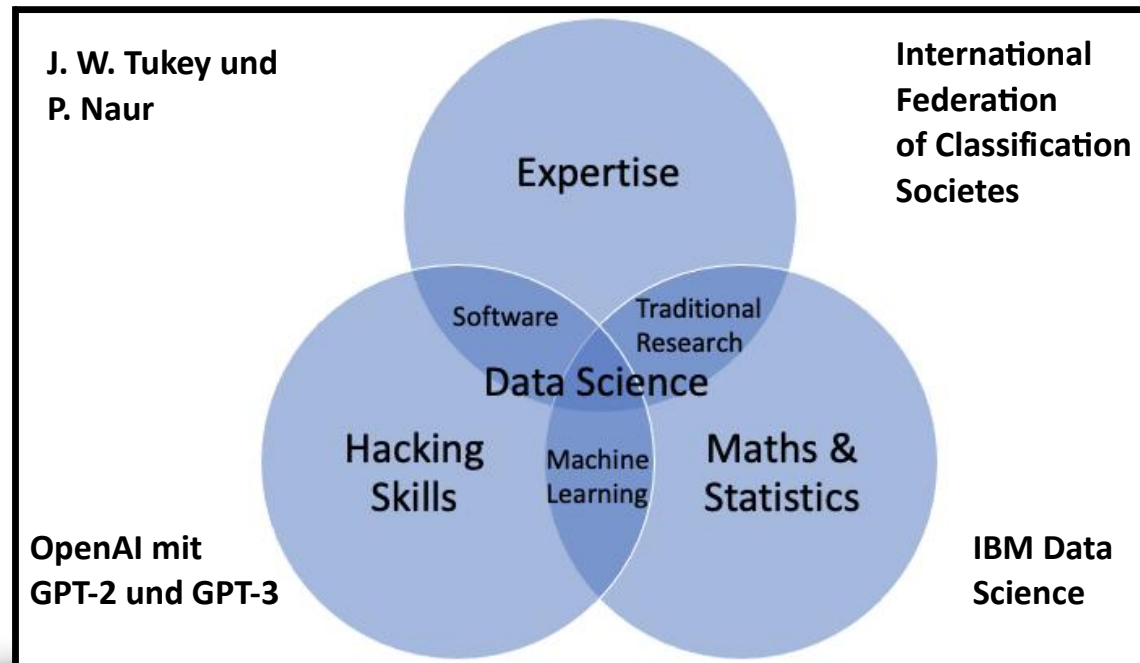 J. W. Tukey und
P. Naur
International
Federation
of Classification
Societes
Expertise
Software
Traditional
Research
Data Science
Hacking
Skills
Machine
Learning
Maths &
Statistics
OpenAI mit
GPT-2 und GPT-3
IBM Data
Science